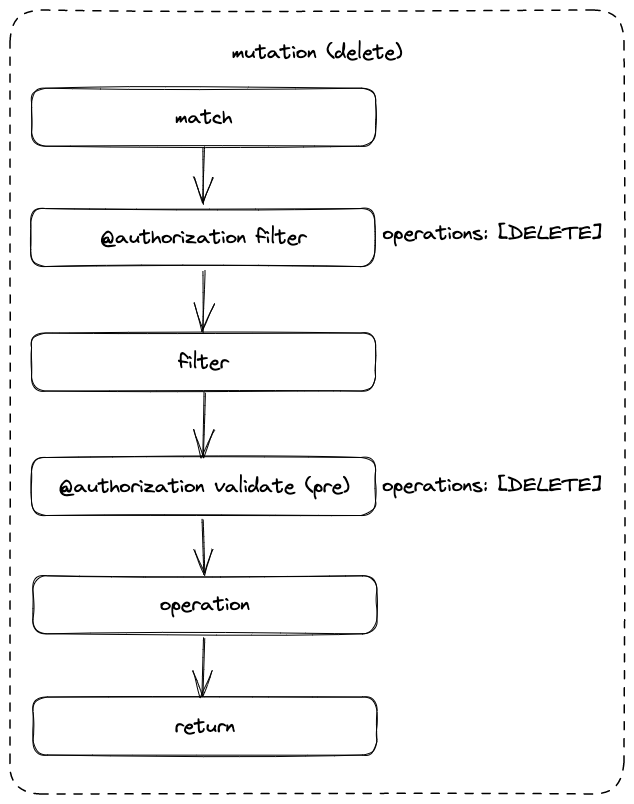 mutation (delete)
match
@authorization filter
operations: [DELETE]
filter
@authorization validate (pre)
operations: [DELETE]
operation
return